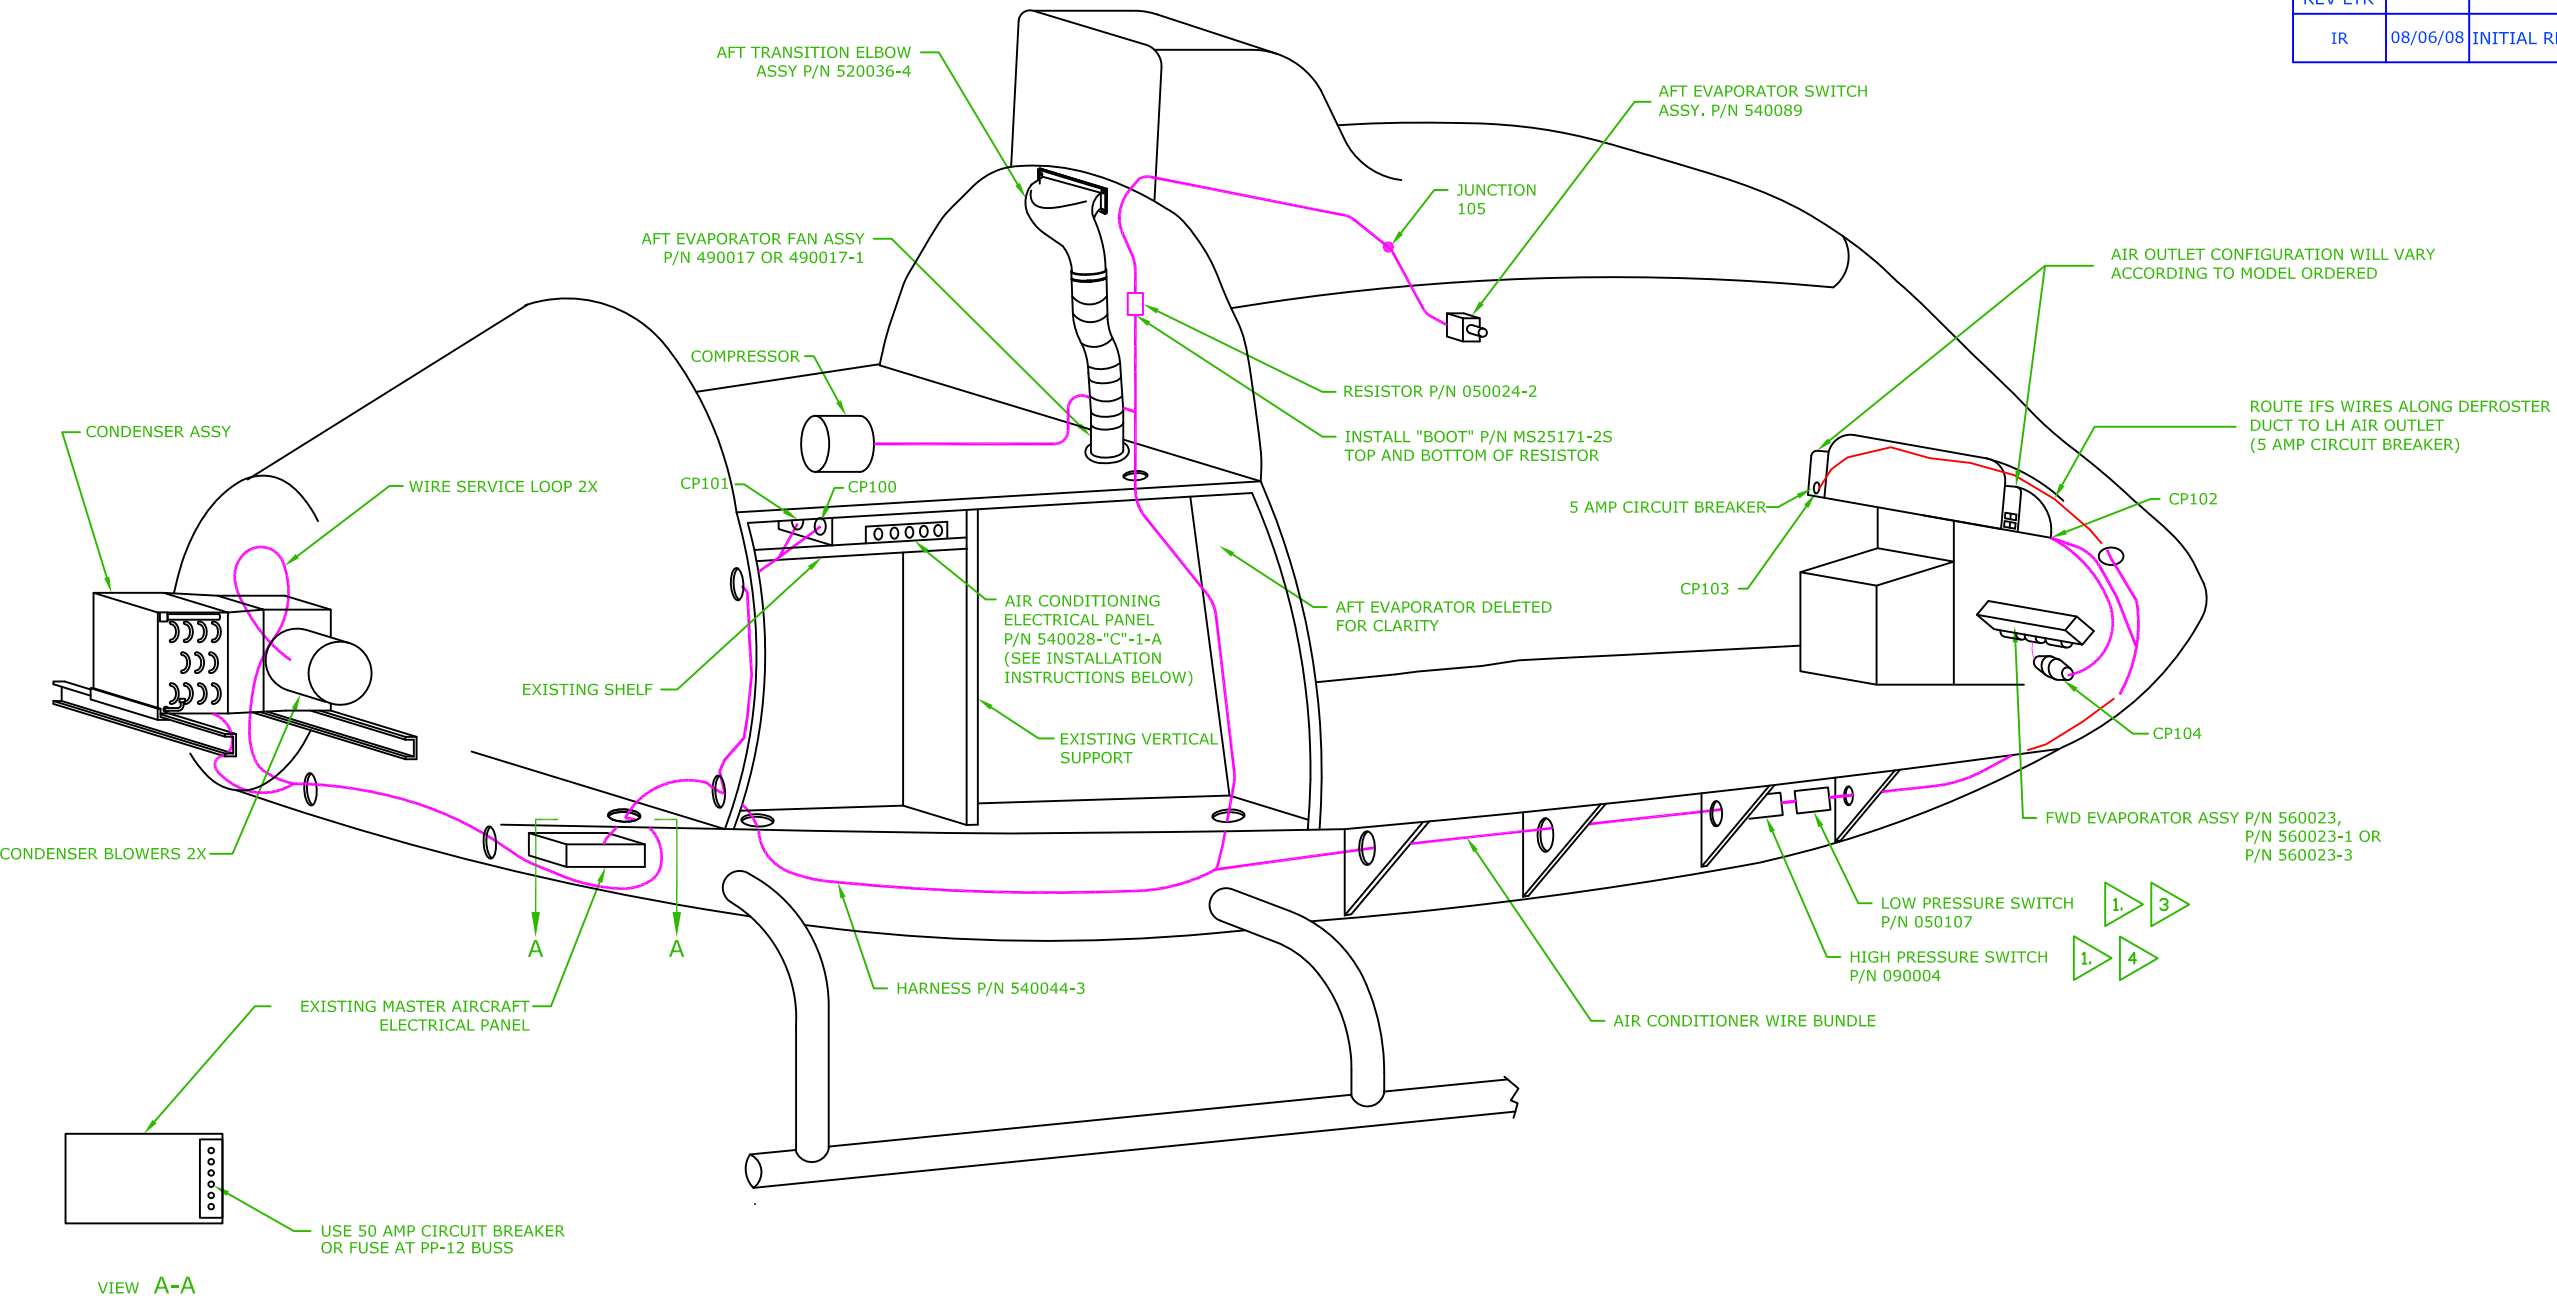 REV LTR
IR 08/06/08 INITIAL
AFT TRANSITION ELBOW
ASSY P/N 520036-4
AFT EVAPORATOR SWITCH
ASSY. P/N 540089
JUNCTION
105
AFT EVAPORATOR FAN ASSY
P/N 490017 OR 490017-1
AIR OUTLET CONFIGURATION WILL VARY
ACCORDING TO MODEL ORDERED
COMPRESSOR
RESISTOR P/N 050024-2
INSTALL "BOOT" P/N MS25171-2S
TOP AND BOTTOM OF RESISTOR
ROUTE IFS WIRES ALONG DEFROSTER
DUCT TO LH AIR OUTLET
(5 AMP CIRCUIT BREAKER)
CONDENSER ASSY
WIRE SERVICE LOOP 2X
CP101
CP100
5 AMP CIRCUIT BREAKER
CP102
CP103
AIR CONDITIONING
ELECTRICAL PANEL
P/N 540028-"C"-1-A
(SEE INSTALLATION
INSTRUCTIONS BELOW)
AFT EVAPORATOR DELETED
FOR CLARITY
EXISTING SHELF
EXISTING VERTICAL
SUPPORT
CP104
CONDENSER BLOWERS 2X
FWD EVAPORATOR ASSY P/N 560023,
P/N 560023-1 OR
P/N 560023-3
LOW PRESSURE SWITCH
P/N 050107
1. 3
HIGH PRESSURE SWITCH
P/N 090004
1. 4
A A
HARNESS P/N 540044-3
EXISTING MASTER AIRCRAFT
ELECTRICAL PANEL
AIR CONDITIONER WIRE BUNDLE
USE 50 AMP CIRCUIT BREAKER
OR FUSE AT PP-12 BUSS
VIEW A-A